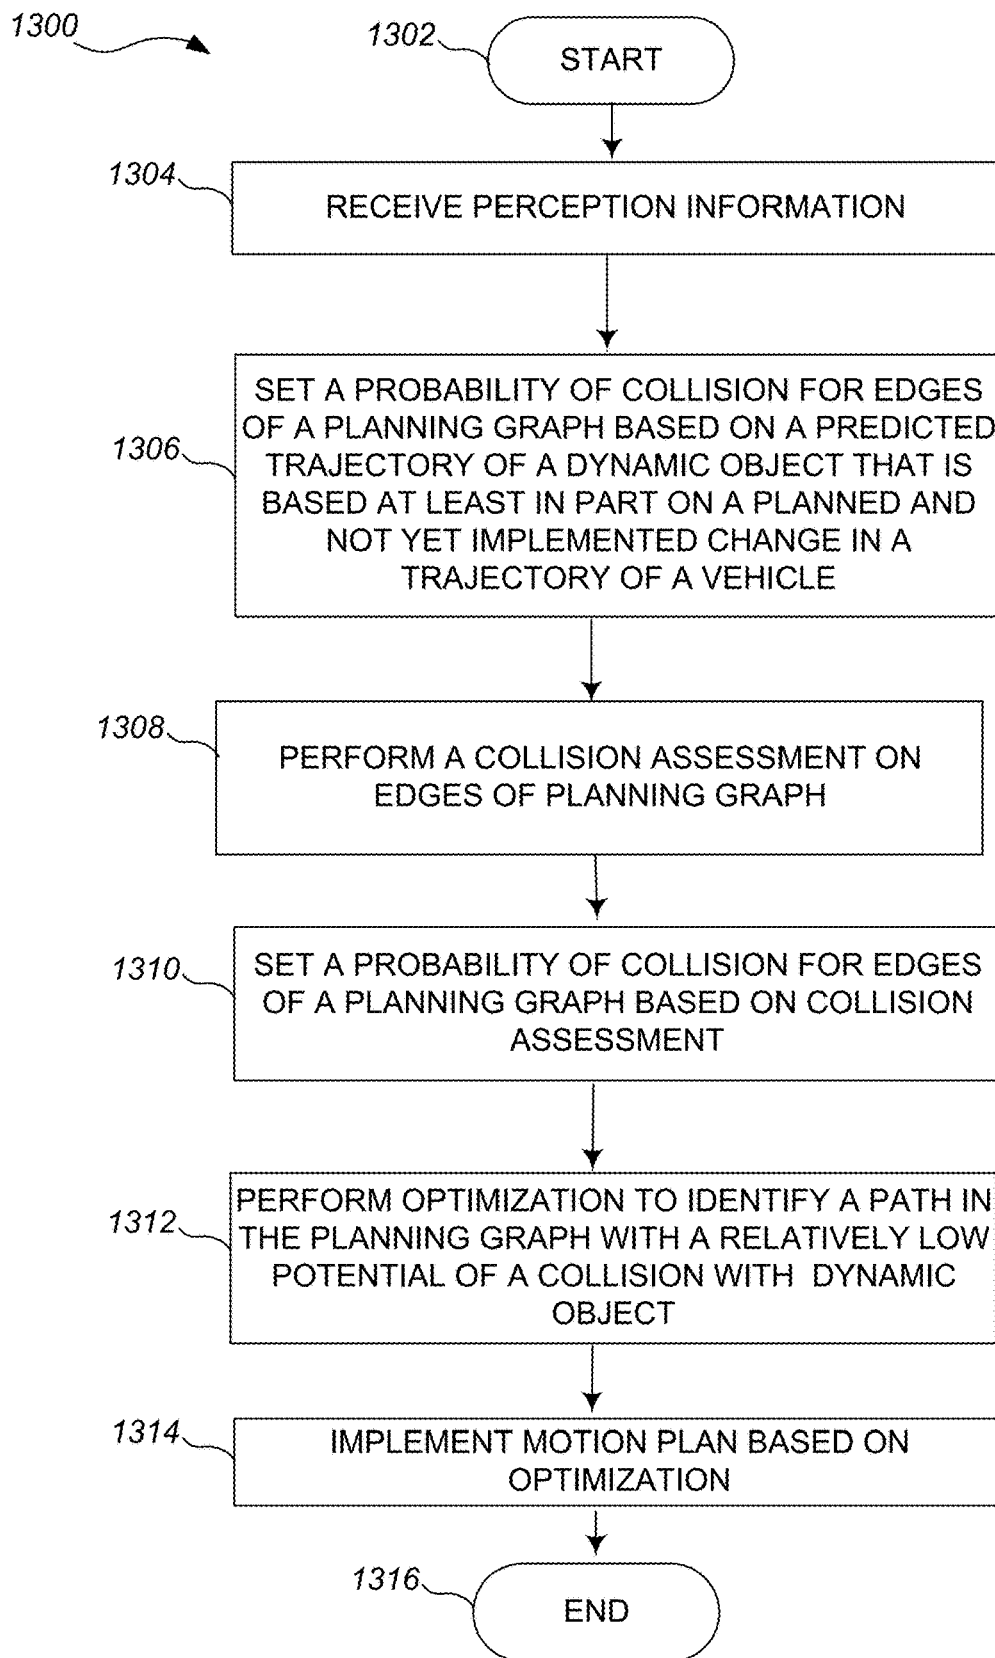 1300
1302
START
1304
RECEIVE PERCEPTION INFORMATION
1306
SET A PROBABILITY OF COLLISION FOR EDGES
OF A PLANNING GRAPH BASED ON A PREDICTED
TRAJECTORY OF A DYNAMIC OBJECT THAT IS
BASED AT LEAST IN PART ON A PLANNED AND
NOT YET IMPLEMENTED CHANGE IN A
TRAJECTORY OF A VEHICLE
1308
PERFORM A COLLISION ASSESSMENT ON
EDGES OF PLANNING GRAPH
1310
SET A PROBABILITY OF COLLISION FOR EDGES
OF A PLANNING GRAPH BASED ON COLLISION
ASSESSMENT
1312
PERFORM OPTIMIZATION TO IDENTIFY A PATH IN
THE PLANNING GRAPH WITH A RELATIVELY LOW
POTENTIAL OF A COLLISION WITH DYNAMIC
OBJECT
1314
IMPLEMENT MOTION PLAN BASED ON
OPTIMIZATION
1316
END